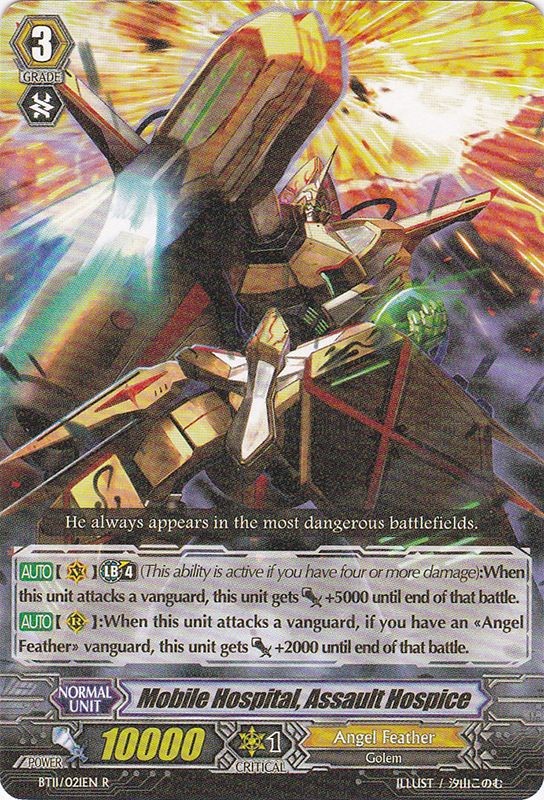 3
GRADE
He always appears in the most dangerous battlefields.
AUTO【 V 】LB4 (This ability is active if you have four or more damage):When
this unit attacks a vanguard, this unit gets +5000 until end of that battle.
AUTO【 R 】:When this unit attacks a vanguard, if you have an «Angel
Feather» vanguard, this unit gets +2000 until end of that battle.
NORMAL
UNIT
Mobile Hospital, Assault Hospice
POWER
10000
1
CRITICAL
Angel Feather
Golem
BT11/021EN R
ILLUST / 汐山このむ